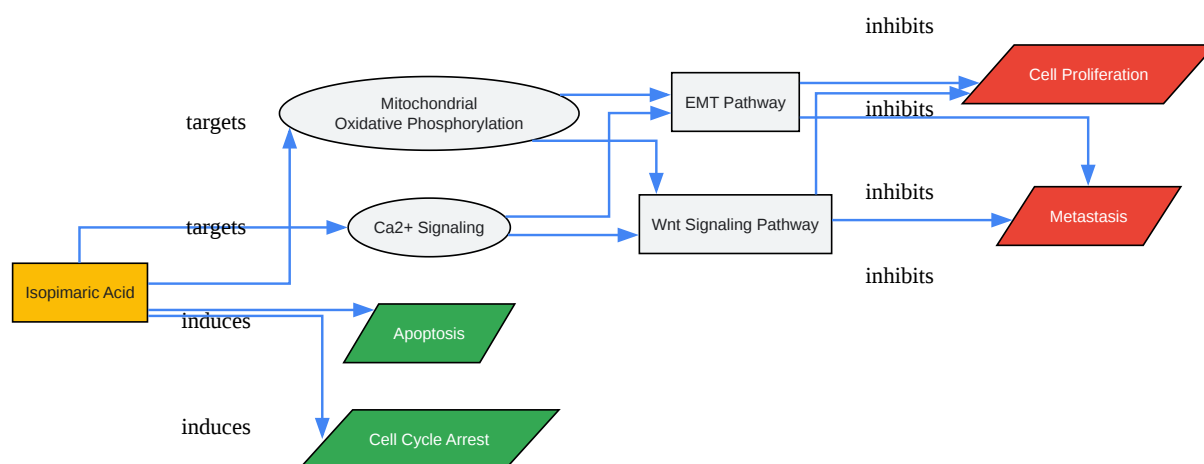 inhibits
Cell Proliferation
Mitochondrial
Oxidative Phosphorylation
EMT Pathway
inhibits
targets
inhibits
Metastasis
targets
Ca2+ Signaling
Wnt Signaling Pathway
inhibits
Isopimaric Acid
induces
Apoptosis
induces
Cell Cycle Arrest